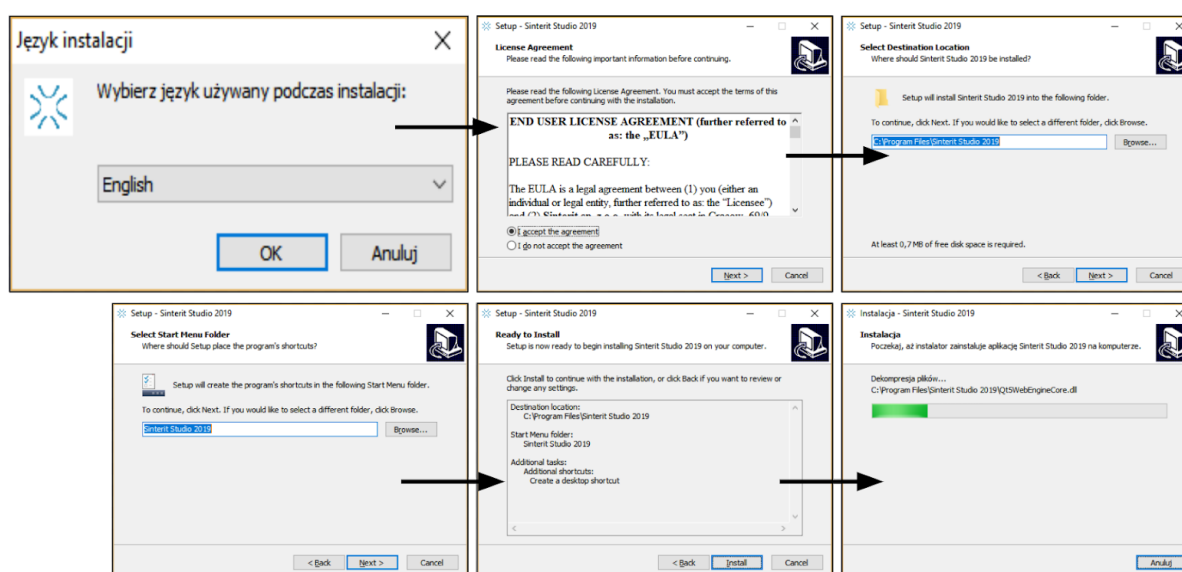 Język instalacji
Wybierz język używany podczas instalacji:
English
OK
Anuluj
Setup - Sinterit Studio 2019
License Agreement
Please read the following important information before continuing.
Please read the following License Agreement. You must accept the terms of this
agreement before continuing with the installation.
END USER LICENSE AGREEMENT (further referred to
as: the „EULA”)
PLEASE READ CAREFULLY:
The EULA is a legal agreement between (1) you (either an
individual or legal entity, further referred to as: the "Licensee")
and (2) Sinterit sp. z o.o. with its legal seat in Cracow, 69/9
I accept the agreement
I do not accept the agreement
Next >
Cancel
Setup - Sinterit Studio 2019
Select Destination Location
Where should Sinterit Studio 2019 be installed?
Setup will install Sinterit Studio 2019 into the following folder.
To continue, click Next. If you would like to select a different folder, click Browse.
C:\Program Files\Sinterit Studio 2019
Browse...
At least 0,7 MB of free disk space is required.
< Back
Next >
Cancel
Setup - Sinterit Studio 2019
Select Start Menu Folder
Where should Setup place the program's shortcuts?
Setup will create the program's shortcuts in the following Start Menu folder.
To continue, click Next. If you would like to select a different folder, click Browse.
Sinterit Studio 2019
Browse...
< Back
Next >
Cancel
Setup - Sinterit Studio 2019
Ready to Install
Setup is now ready to begin installing Sinterit Studio 2019 on your computer.
Click Install to continue with the installation, or click Back if you want to review or
change any settings.
Destination location:
C:\Program Files\Sinterit Studio 2019
Start Menu folder:
Sinterit Studio 2019
Additional tasks:
Additional shortcuts:
Create a desktop shortcut
< Back
Install
Cancel
Instalacja - Sinterit Studio 2019
Instalacja
Poczekaj, aż instalator zainstaluje aplikację Sinterit Studio 2019 na komputerze.
Dekompresja plików...
C:\Program Files\Sinterit Studio 2019\Qt5WebEngineCore.dll
Anuluj